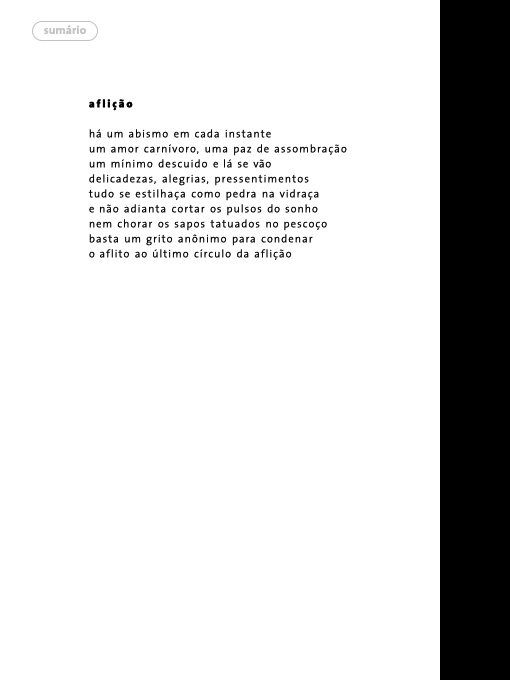 sumário
aflição
há um abismo em cada instante
um amor carnívoro, uma paz de assombração
um mínimo descuido e lá se vão
delicadezas, alegrias, pressentimentos
tudo se estilhaça como pedra na vidraça
e não adianta cortar os pulsos do sonho
nem chorar os sapos tatuados no pescoço
basta um grito anônimo para condenar
o aflito ao último círculo da aflição